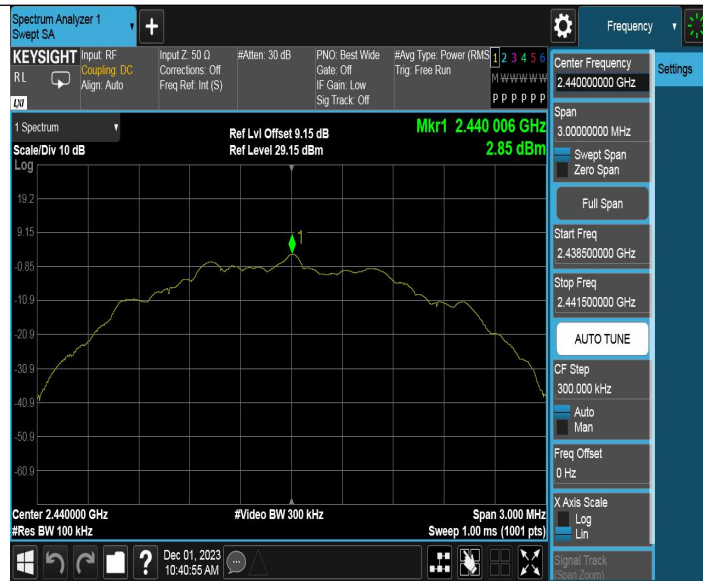 Spectrum Analyzer 1
Swept SA
+
Frequency
KEYSIGHT
RL
LXI
Input: RF
Coupling: DC
Align: Auto
Input Z: 50 Ω
Corrections: Off
Freq Ref: Int (S)
#Atten: 30 dB
PNO: Best Wide
Gate: Off
IF Gain: Low
Sig Track: Off
#Avg Type: Power (RMS
Trig: Free Run
1 2 3 4 5 6
M W W W W W
P P P P P P
1 Spectrum
Scale/Div 10 dB
Log
Ref Lvl Offset 9.15 dB
Ref Level 29.15 dBm
Mkr1 2.440 006 GHz
2.85 dBm
19.2
9.15
-0.85
-10.9
-20.9
-30.9
-40.9
-50.9
-60.9
1
Center 2.440000 GHz
#Res BW 100 kHz
#Video BW 300 kHz
Span 3.000 MHz
Sweep 1.00 ms (1001 pts)
?
Dec 01, 2023
10:40:55 AM
Center Frequency
2.440000000 GHz
Span
3.00000000 MHz
Swept Span
Zero Span
Full Span
Start Freq
2.438500000 GHz
Stop Freq
2.441500000 GHz
AUTO TUNE
CF Step
300.000 kHz
Auto
Man
Freq Offset
0 Hz
X Axis Scale
Log
Lin
Signal Track
(Span Zoom)
Settings